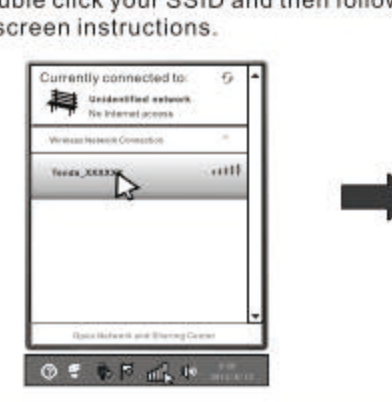 uble click your SSID and then follow
screen instructions.
Currently connected to:
Unidentified network
No Internet access
Wireless Network Connection
Tenda_XXXXXX
Open Network and Sharing Center